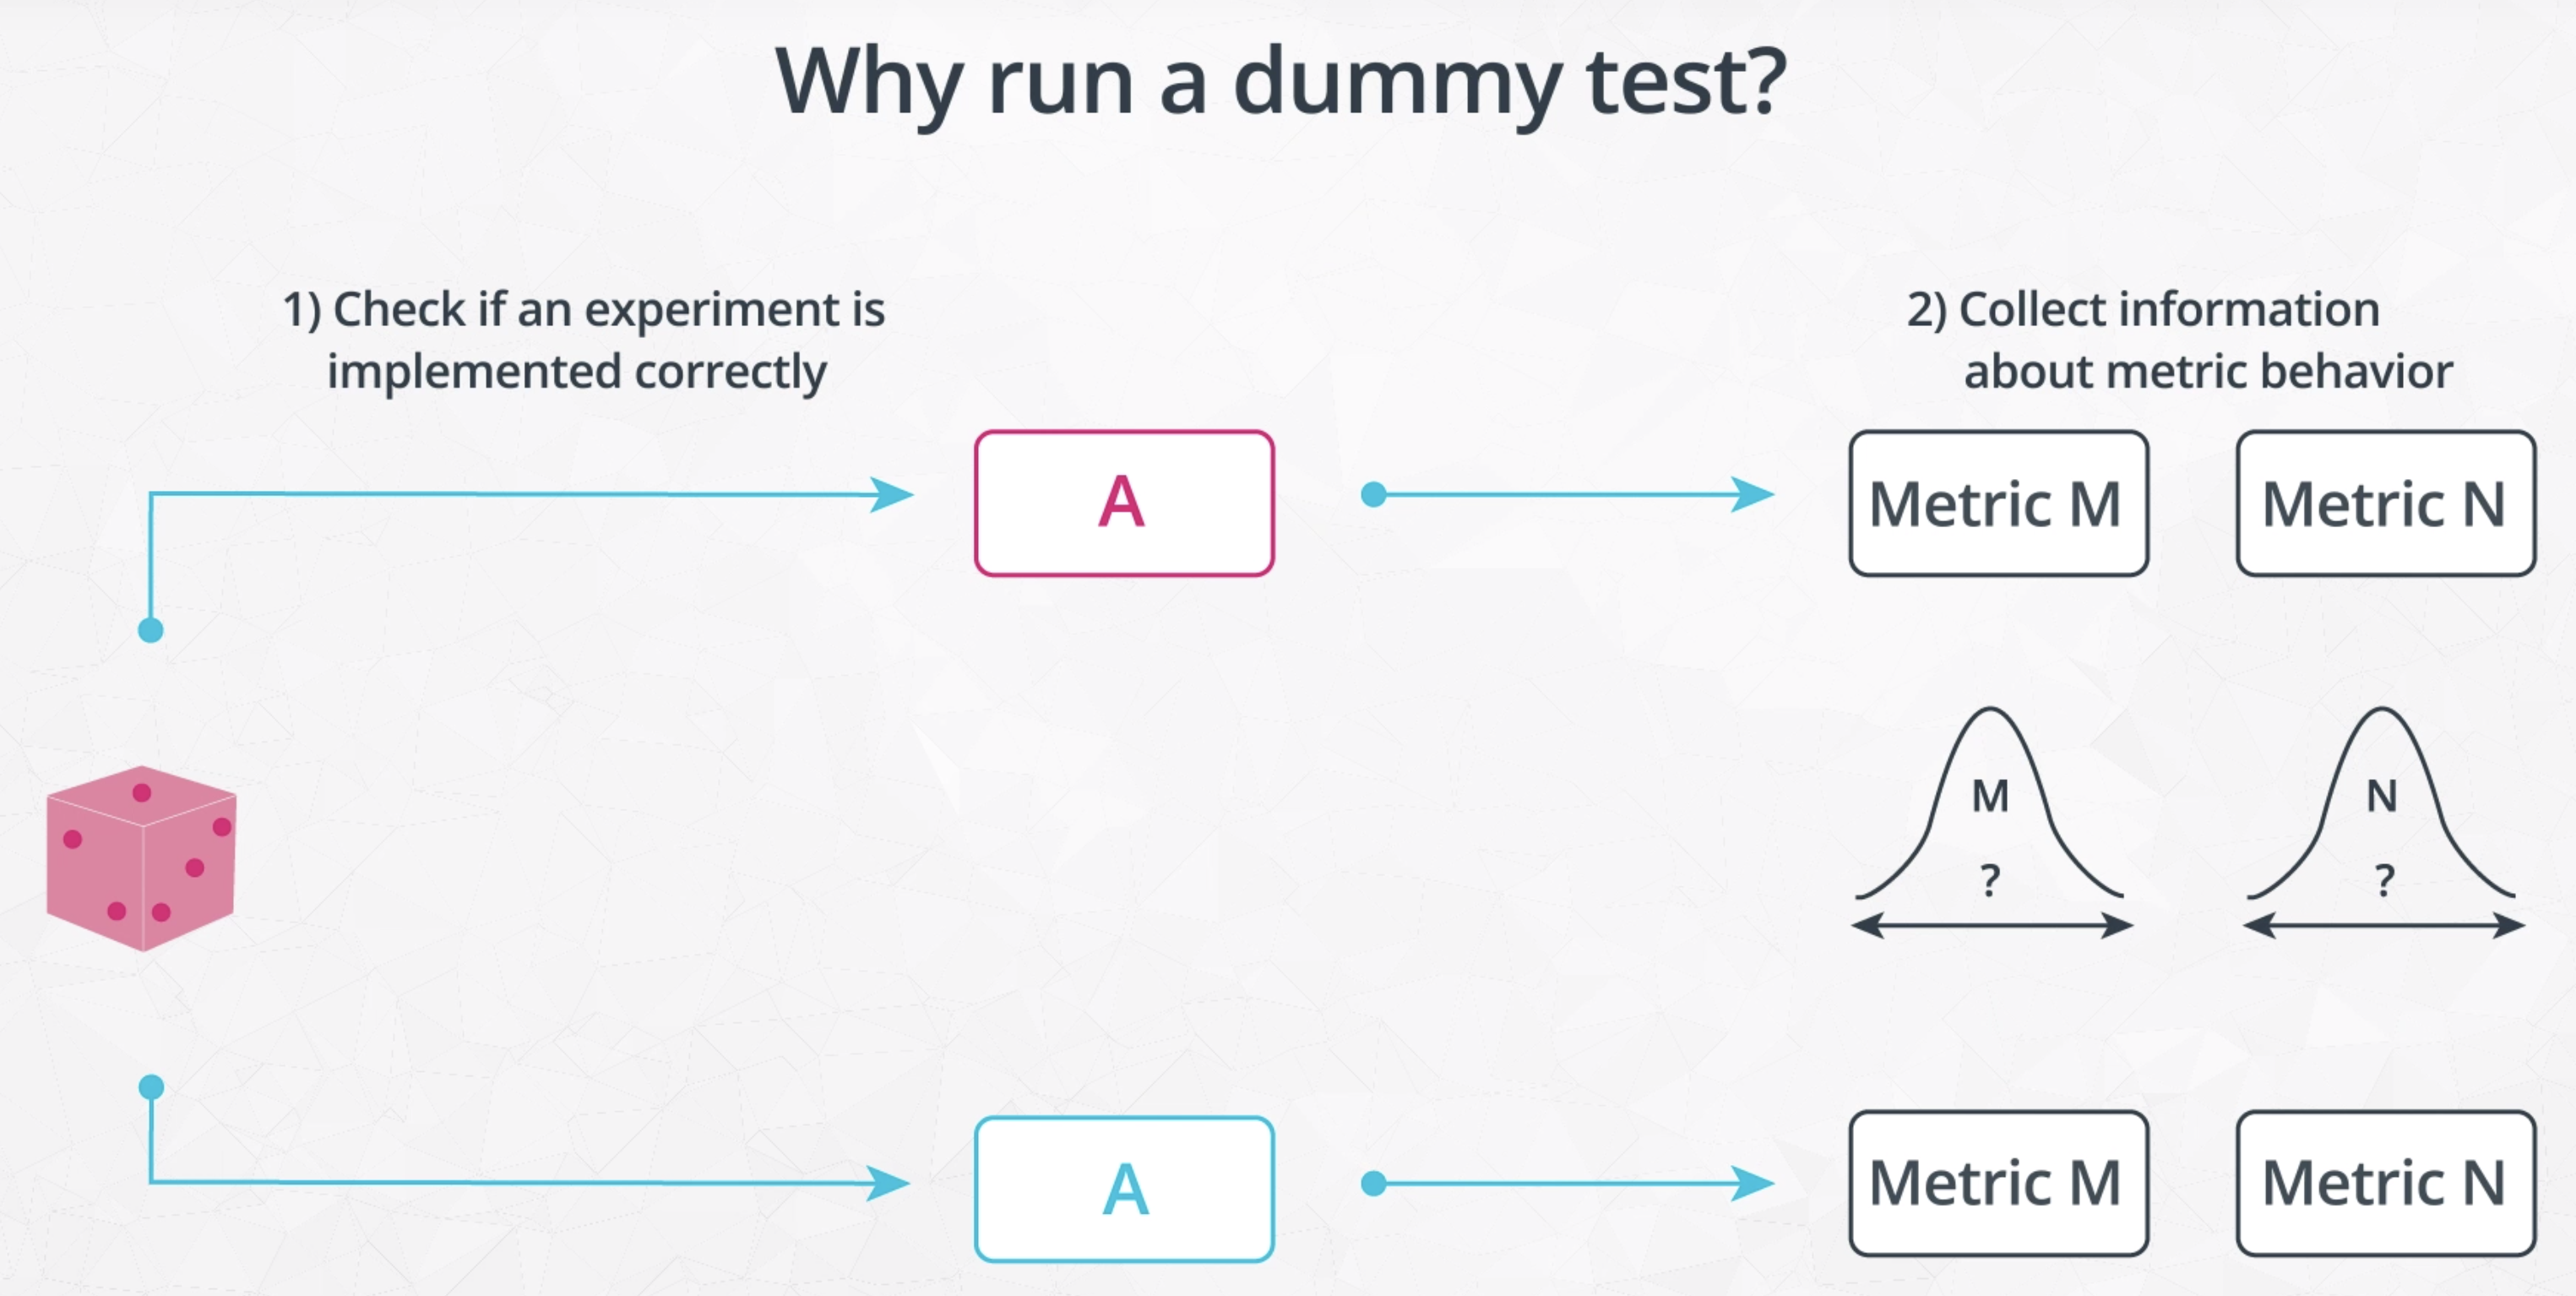 Why run a dummy test?
1) Check if an experiment is
implemented correctly
2) Collect information
about metric behavior
A
Metric M
Metric N
M
?
N
?
A
Metric M
Metric N